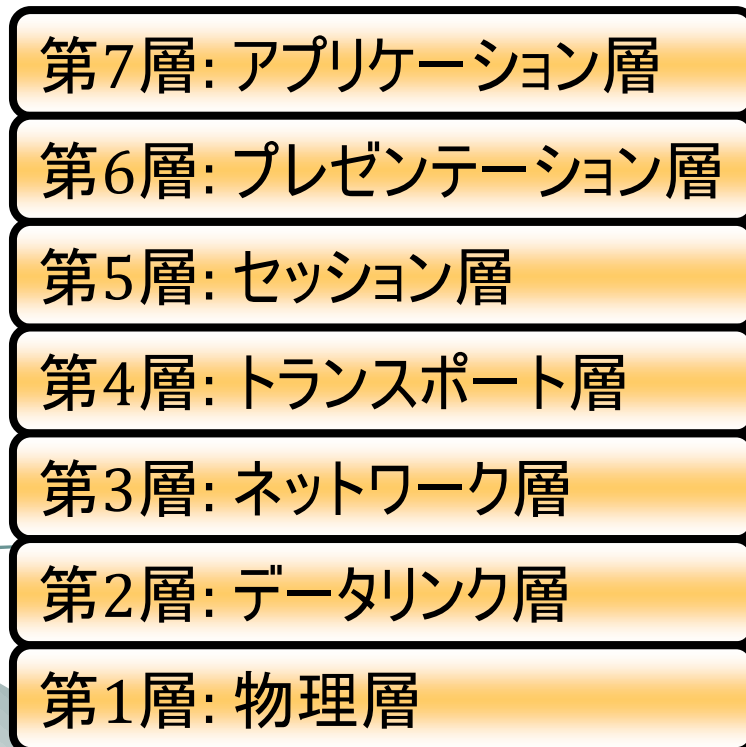 第7層: アプリケーション層
第6層: プレゼンテーション層
第5層: セッション層
第4層: トランスポート層
第3層: ネットワーク層
第2層: データリンク層
第1層: 物理層